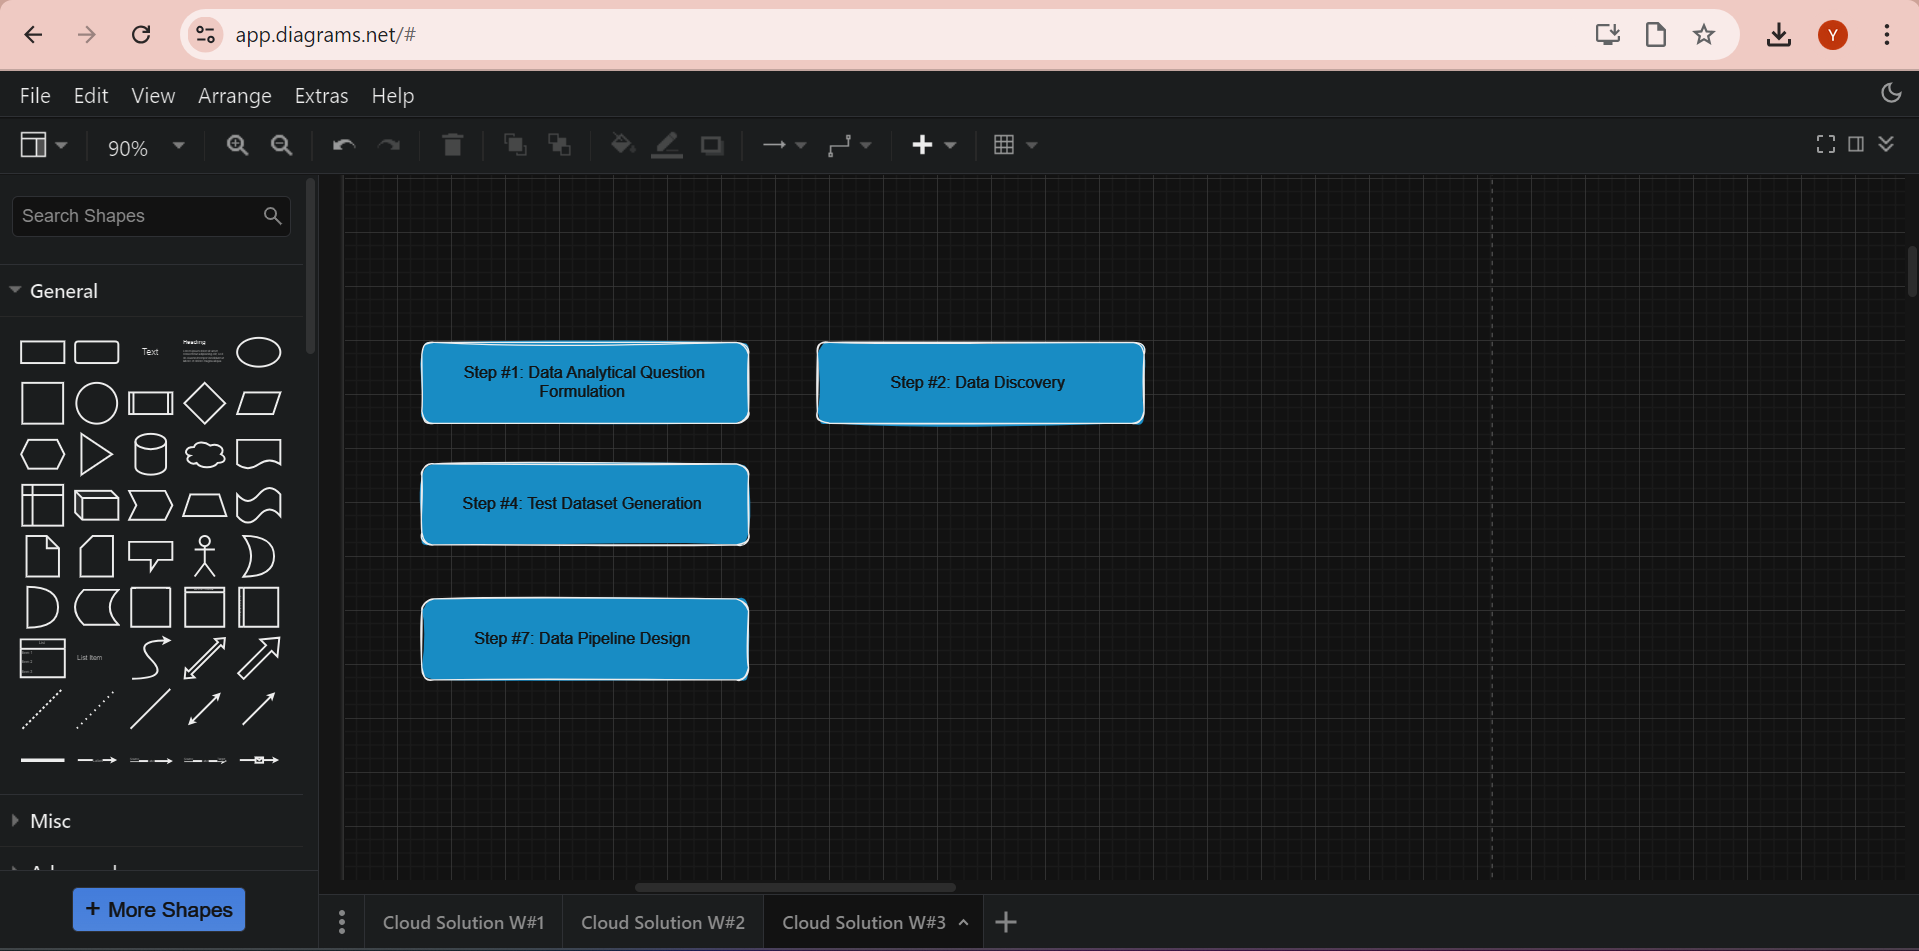 app.diagrams.net/#
Y
File Edit View Arrange Extras Help
90%
Search Shapes
General
Text
Heading
List Item
Misc
+ More Shapes
Step #1: Data Analytical Question
Formulation
Step #2: Data Discovery
Step #4: Test Dataset Generation
Step #7: Data Pipeline Design
Cloud Solution W#1
Cloud Solution W#2
Cloud Solution W#3